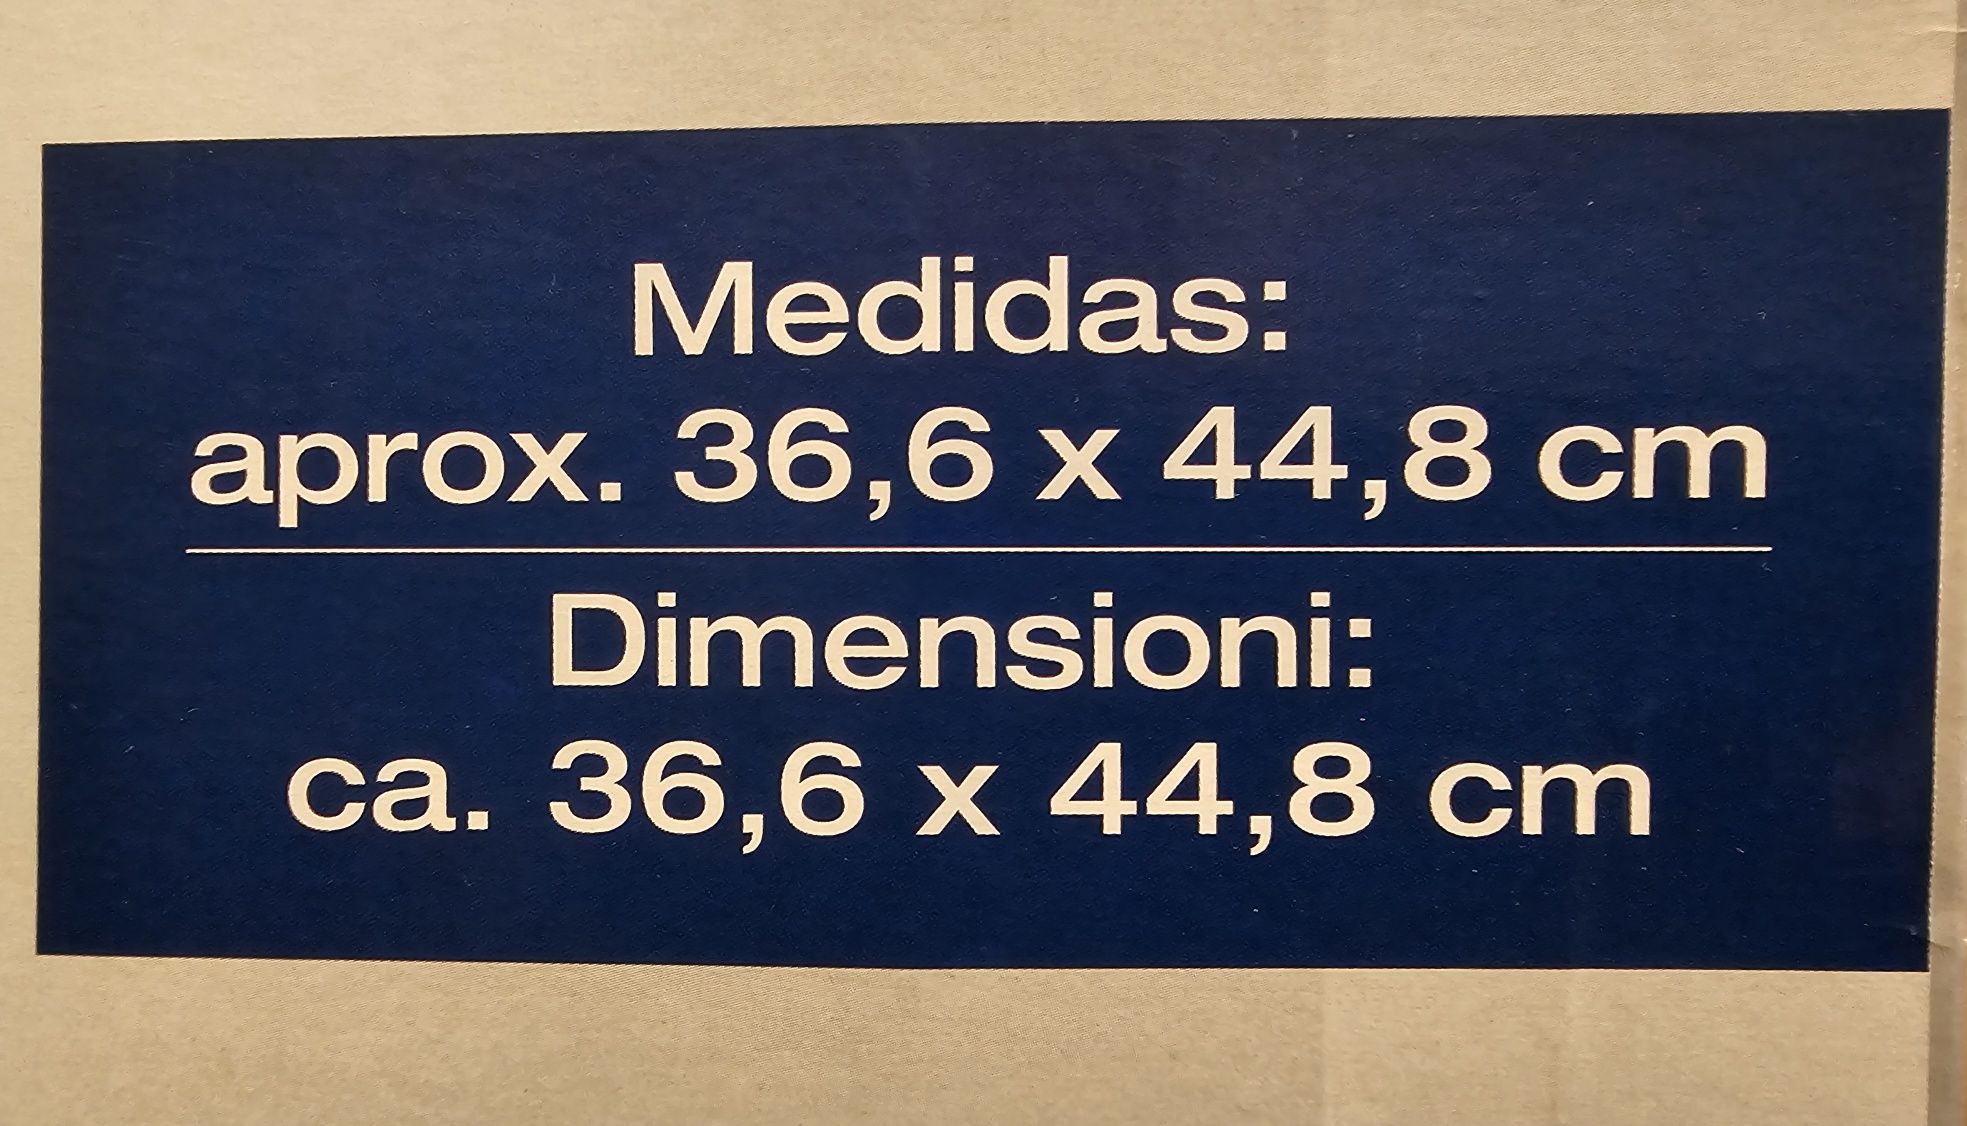 Medidas:
aprox. 36,6 x 44,8 cm
Dimensioni:
ca. 36,6 x 44,8 cm